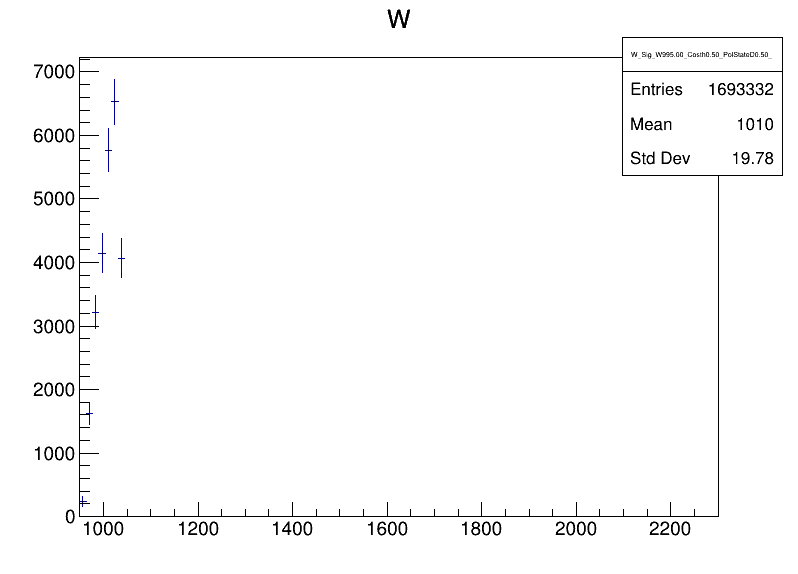 W
W_Sig_W995.00_Costh0.50_PolStateD0.50_
Entries 1693332
Mean 1010
Std Dev 19.78
7000
6000
5000
4000
3000
2000
1000
0
1000 1200 1400 1600 1800 2000 2200